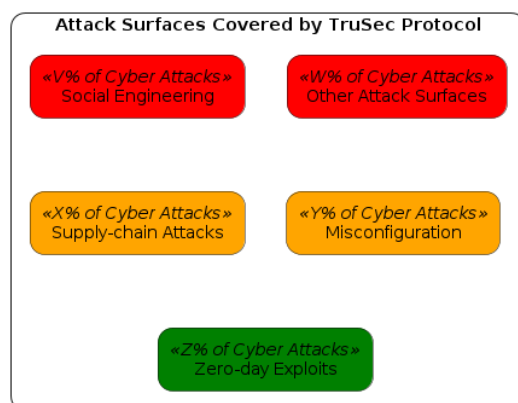 Attack Surfaces Covered by TruSec Protocol
«V% of Cyber Attacks»
Social Engineering
«W% of Cyber Attacks»
Other Attack Surfaces
«X% of Cyber Attacks»
Supply-chain Attacks
«Y% of Cyber Attacks»
Misconfiguration
«Z% of Cyber Attacks»
Zero-day Exploits